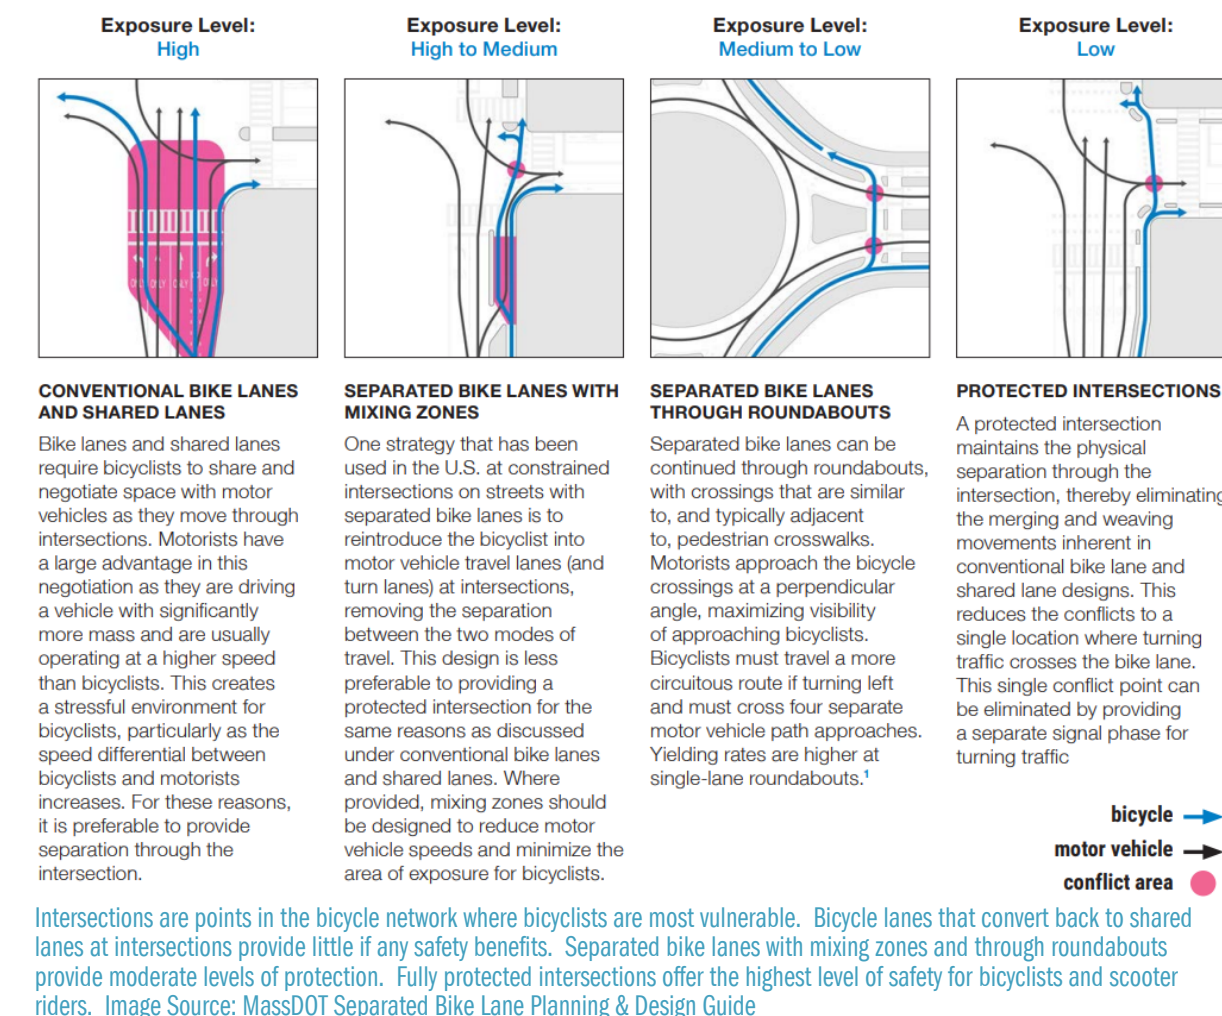 Exposure Level:
High
Exposure Level:
High to Medium
Exposure Level:
Medium to Low
Exposure Level:
Low
ONLY
CONVENTIONAL BIKE LANES
AND SHARED LANES
Bike lanes and shared lanes
require bicyclists to share and
negotiate space with motor
vehicles as they move through
intersections. Motorists have
a large advantage in this
negotiation as they are driving
a vehicle with significantly
more mass and are usually
operating at a higher speed
than bicyclists. This creates
a stressful environment for
bicyclists, particularly as the
speed differential between
bicyclists and motorists
increases. For these reasons,
it is preferable to provide
separation through the
intersection.
SEPARATED BIKE LANES WITH
MIXING ZONES
One strategy that has been
used in the U.S. at constrained
intersections on streets with
separated bike lanes is to
reintroduce the bicyclist into
motor vehicle travel lanes (and
turn lanes) at intersections,
removing the separation
between the two modes of
travel. This design is less
preferable to providing a
protected intersection for the
same reasons as discussed
under conventional bike lanes
and shared lanes. Where
provided, mixing zones should
be designed to reduce motor
vehicle speeds and minimize the
area of exposure for bicyclists.
SEPARATED BIKE LANES
THROUGH ROUNDABOUTS
Separated bike lanes can be
continued through roundabouts,
with crossings that are similar
to, and typically adjacent
to, pedestrian crosswalks.
Motorists approach the bicycle
crossings at a perpendicular
angle, maximizing visibility
of approaching bicyclists.
Bicyclists must travel a more
circuitous route if turning left
and must cross four separate
motor vehicle path approaches.
Yielding rates are higher at
single-lane roundabouts.¹
PROTECTED INTERSECTIONS
A protected intersection
maintains the physical
separation through the
intersection, thereby eliminating
the merging and weaving
movements inherent in
conventional bike lane and
shared lane designs. This
reduces the conflicts to a
single location where turning
traffic crosses the bike lane.
This single conflict point can
be eliminated by providing
a separate signal phase for
turning traffic
bicycle
motor vehicle
conflict area
Intersections are points in the bicycle network where bicyclists are most vulnerable. Bicycle lanes that convert back to shared
lanes at intersections provide little if any safety benefits. Separated bike lanes with mixing zones and through roundabouts
provide moderate levels of protection. Fully protected intersections offer the highest level of safety for bicyclists and scooter
riders. Image Source: MassDOT Separated Bike Lane Planning & Design Guide